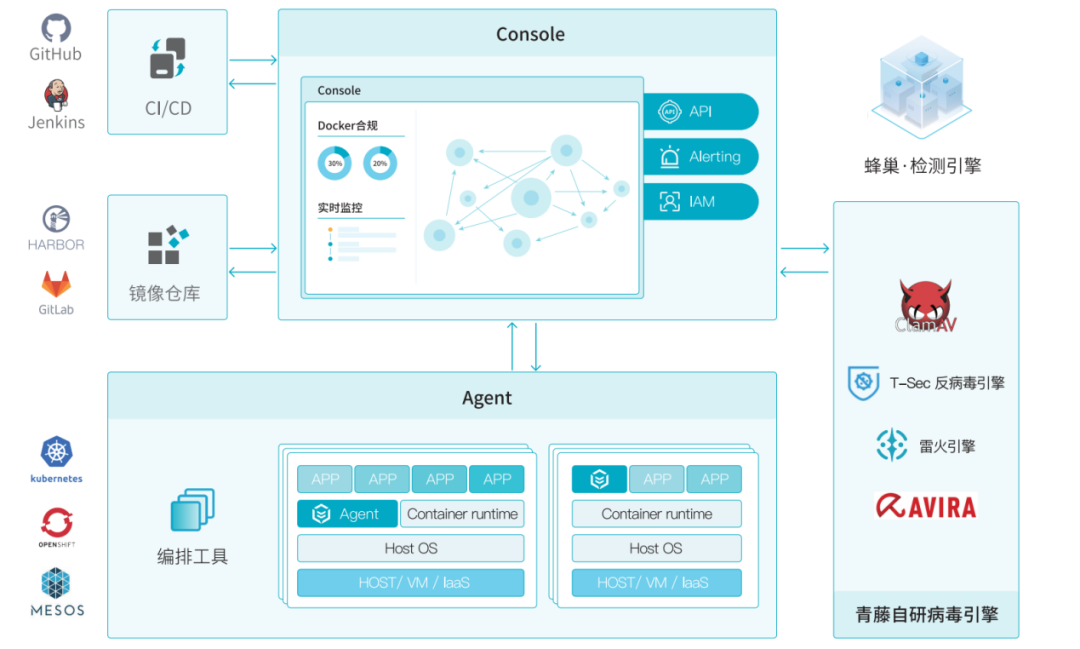 GitHub
Jenkins
CI/CD
HARBOR
GitLab
镜像仓库
Console
Console
Docker合规
30%
20%
实时监控
API
API
Alerting
IAM
蜂巢·检测引擎
ClamAV
T-Sec 反病毒引擎
雷火引擎
AVIRA
青藤自研病毒引擎
Agent
kubernetes
OPENSHIFT
MESOS
编排工具
APP APP APP APP
Agent Container runtime
Host OS
HOST/ VM / IaaS
APP APP
Container runtime
Host OS
HOST/ VM / IaaS